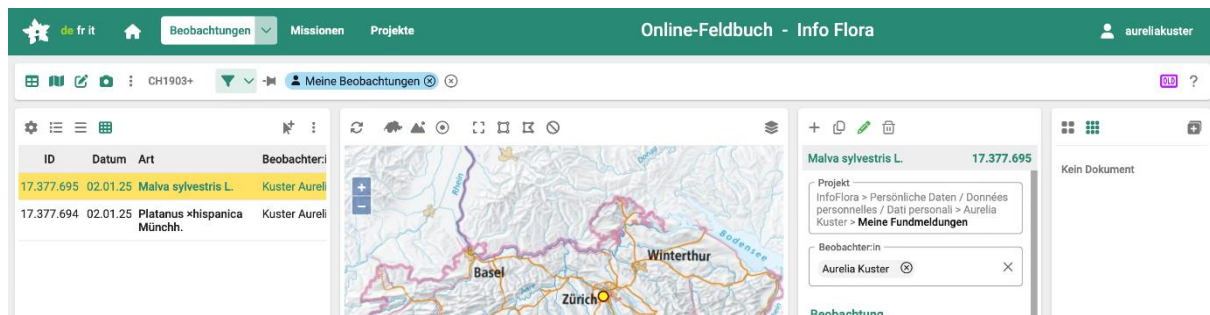 de fr it Beobachtungen Missionen Projekte Online-Feldbuch - Info Flora aureliakuster
CH1903+ Meine Beobachtungen OLD ?
ID Datum Art Beobachter:i
17.377.695 02.01.25 Malva sylvestris L. Kuster Aureli
17.377.694 02.01.25 Platanus ×hispanica Kuster Aureli
Münchh.
Rhein
Donau
Bodensee
Basel
Winterthur
Zürich
Malva sylvestris L. 17.377.695
Projekt
InfoFlora > Persönliche Daten / Données
personnelles / Dati personali > Aurelia
Kuster > Meine Fundmeldungen
Beobachter:in
Aurelia Kuster
Beobachtung
Kein Dokument